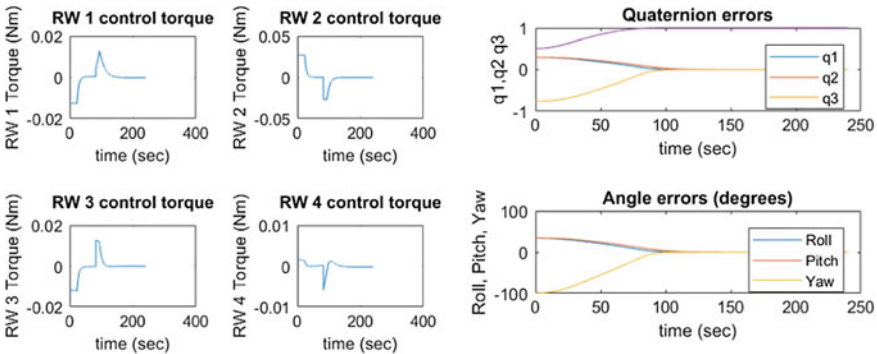 RW 1 control torque
RW 1 Torque (Nm)
0.02
0
-0.02
0 200 400
time (sec)
RW 2 control torque
RW 2 Torque (Nm)
0.05
0
-0.05
0 200 400
time (sec)
Quaternion errors
q1.q2 q3
1
0
-1
q1
q2
q3
0 50 100 150 200 250
time (sec)
RW 3 control torque
RW 3 Torque (Nm)
0.02
0
-0.02
0 200 400
time (sec)
RW 4 control torque
RW 4 Torque (Nm)
0.01
0
-0.01
0 200 400
time (sec)
Angle errors (degrees)
Roll, Pitch, Yaw
100
0
-100
Roll
Pitch
Yaw
0 50 100 150 200 250
time (sec)